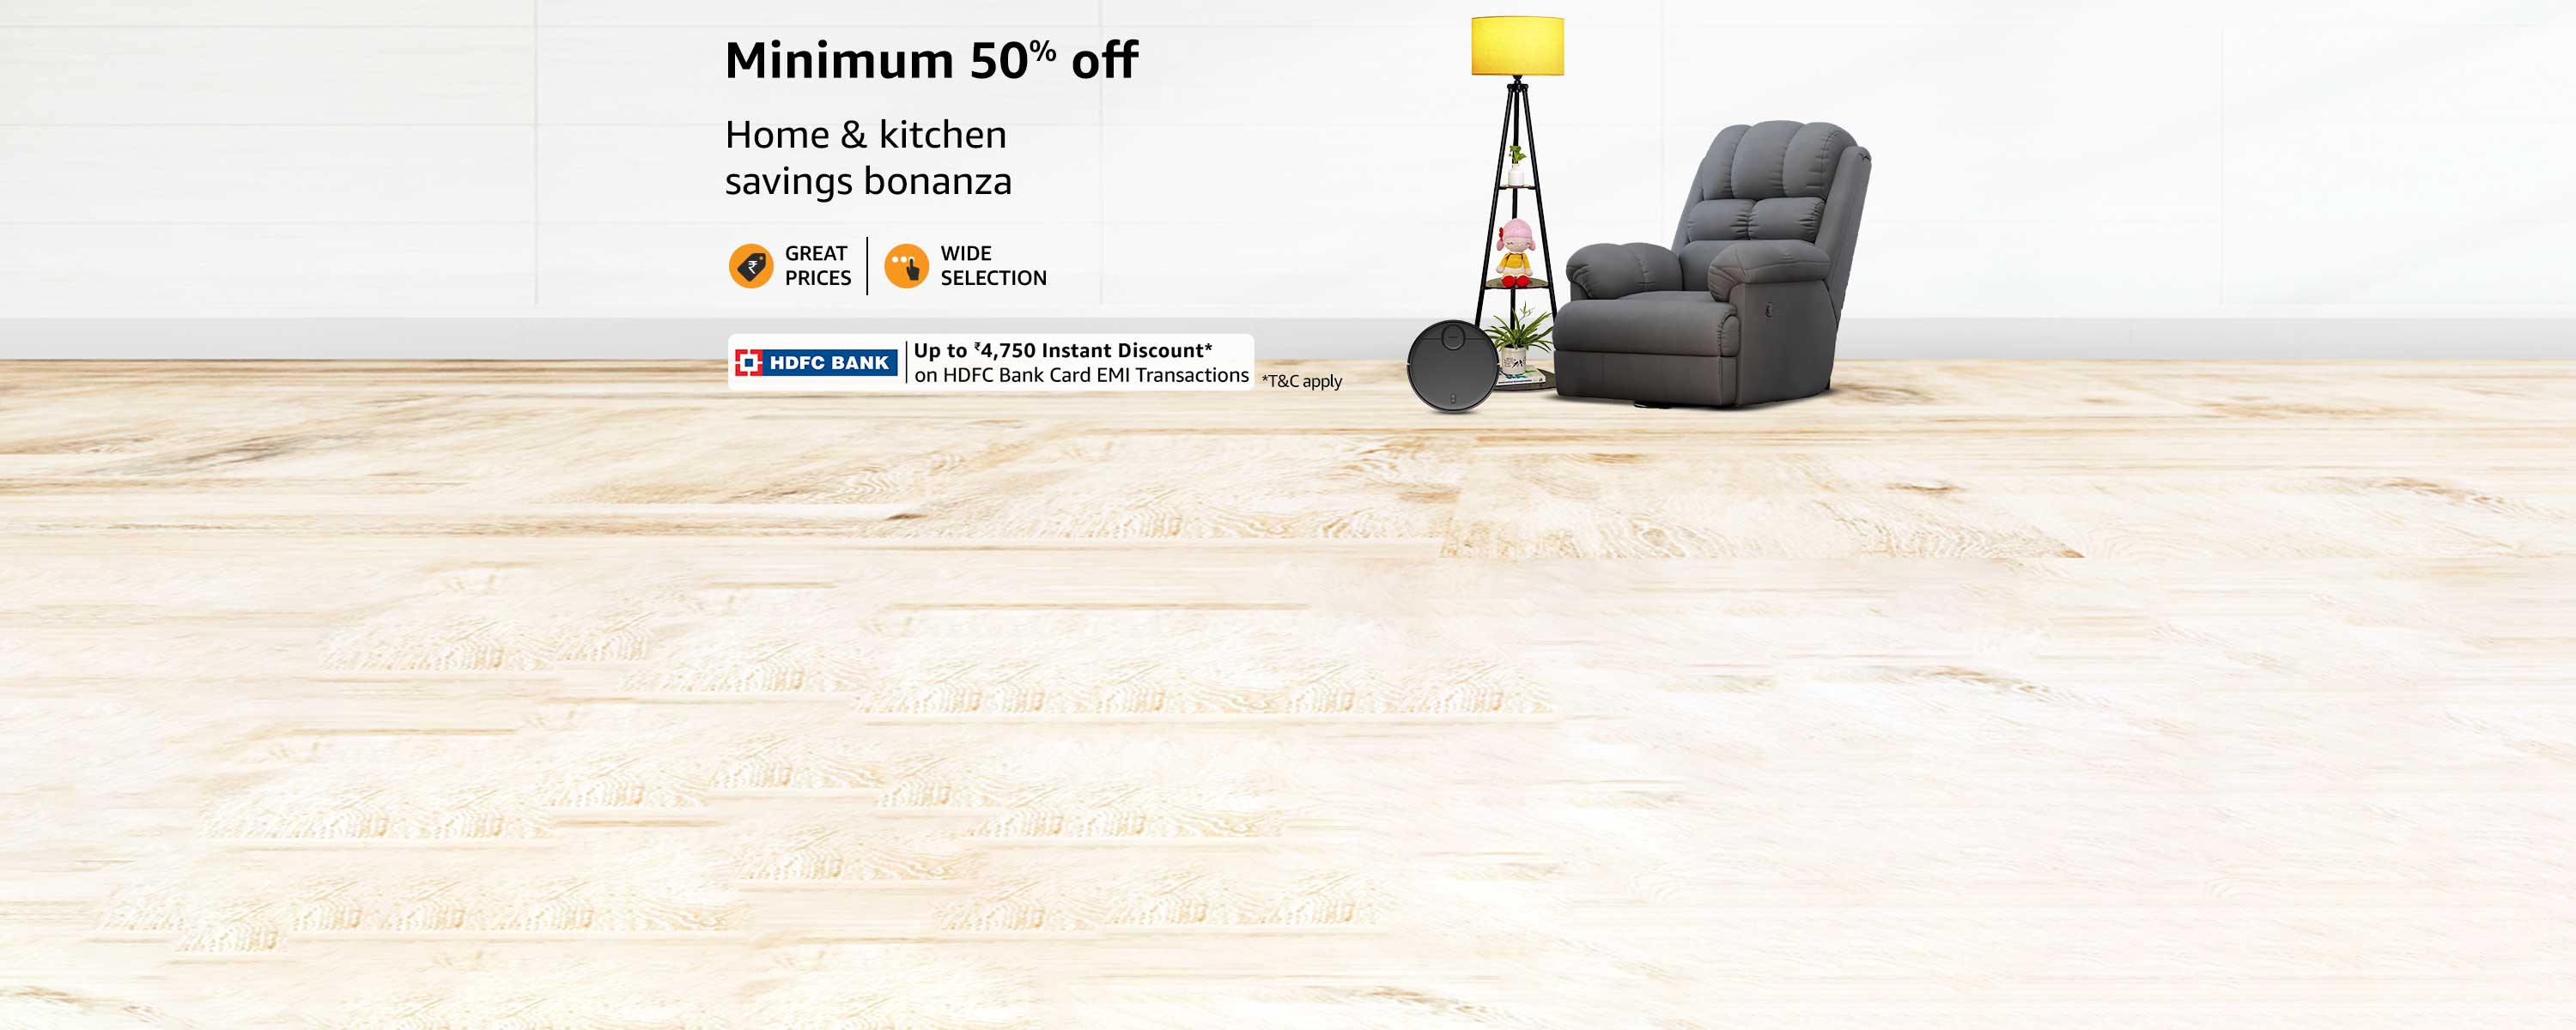 Minimum 50% off
Home & kitchen
savings bonanza
GREAT
PRICES
WIDE
SELECTION
HDFC BANK
Up to ₹4,750 Instant Discount*
on HDFC Bank Card EMI Transactions
*T&C apply